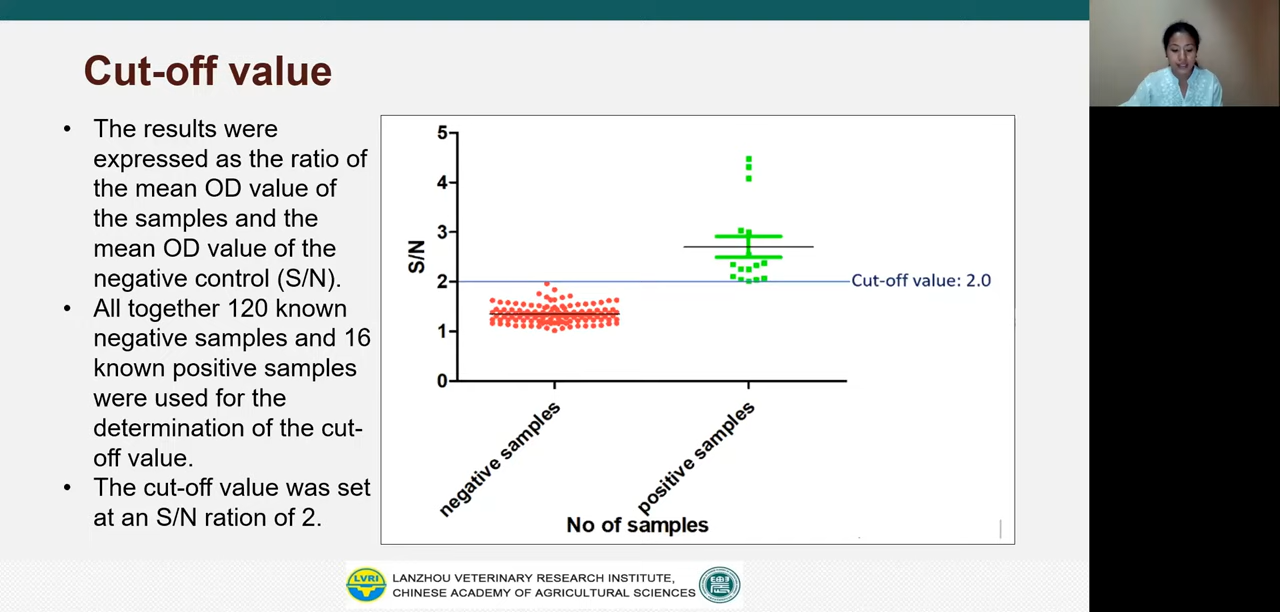 Cut-off value
• The results were
expressed as the ratio of
the mean OD value of
the samples and the
mean OD value of the
negative control (S/N).
• All together 120 known
negative samples and 16
known positive samples
were used for the
determination of the cut-
off value.
• The cut-off value was set
at an S/N ration of 2.
5
4
3
2
1
0
S/N
Cut-off value: 2.0
negative samples
positive samples
No of samples
LVRI
LANZHOU VETERINARY RESEARCH INSTITUTE,
CHINESE ACADEMY OF AGRICULTURAL SCIENCES